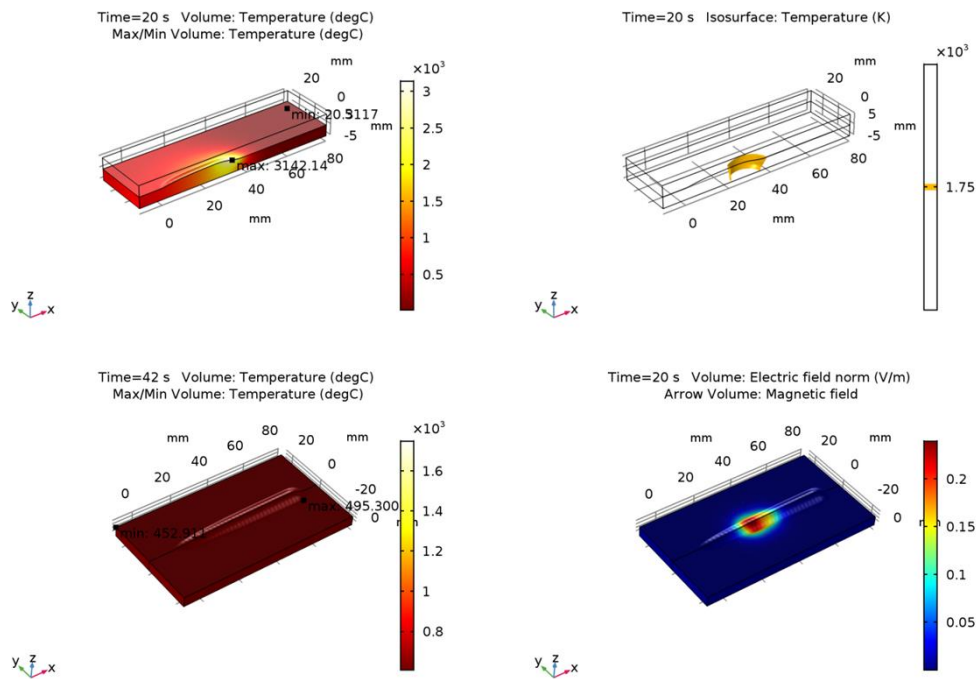 Time=20 s Volume: Temperature (degC)
Max/Min Volume: Temperature (degC)
×10³
mm
20
0
-5
mm
min: 20.3117
max: 3142.14
80
60
40
20
0
mm
3
2.5
2
1.5
1
0.5
y z x
Time=20 s Isosurface: Temperature (K)
×10³
mm
20
0
5
-5
mm
80
60
40
20
0
mm
1.75
y z x
Time=42 s Volume: Temperature (degC)
Max/Min Volume: Temperature (degC)
×10³
mm
80
60
40
20
0
20
mm
0
-20
0
max: 495.300
min: 452.911
1.6
1.4
1.2
1
0.8
y z x
Time=20 s Volume: Electric field norm (V/m)
Arrow Volume: Magnetic field
mm
80
60
40
20
0
20
mm
0
-20
0
0.2
0.15
0.1
0.05
y z x